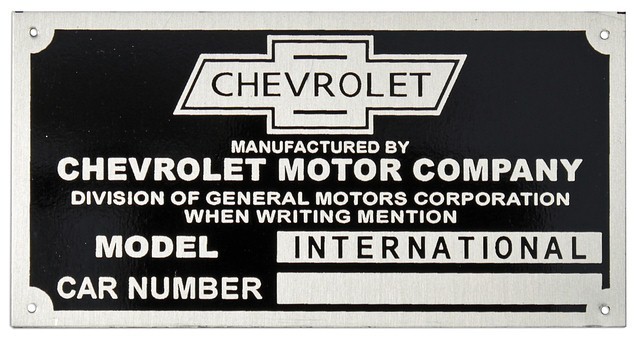 CHEVROLET
MANUFACTURED BY
CHEVROLET MOTOR COMPANY
DIVISION OF GENERAL MOTORS CORPORATION
WHEN WRITING MENTION
MODEL INTERNATIONAL
CAR NUMBER